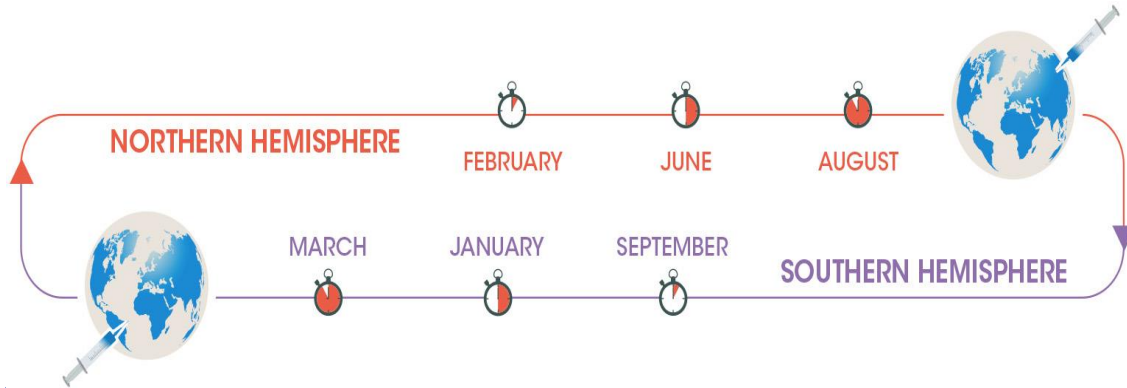 NORTHERN HEMISPHERE
FEBRUARY
JUNE
AUGUST
MARCH
JANUARY
SEPTEMBER
SOUTHERN HEMISPHERE